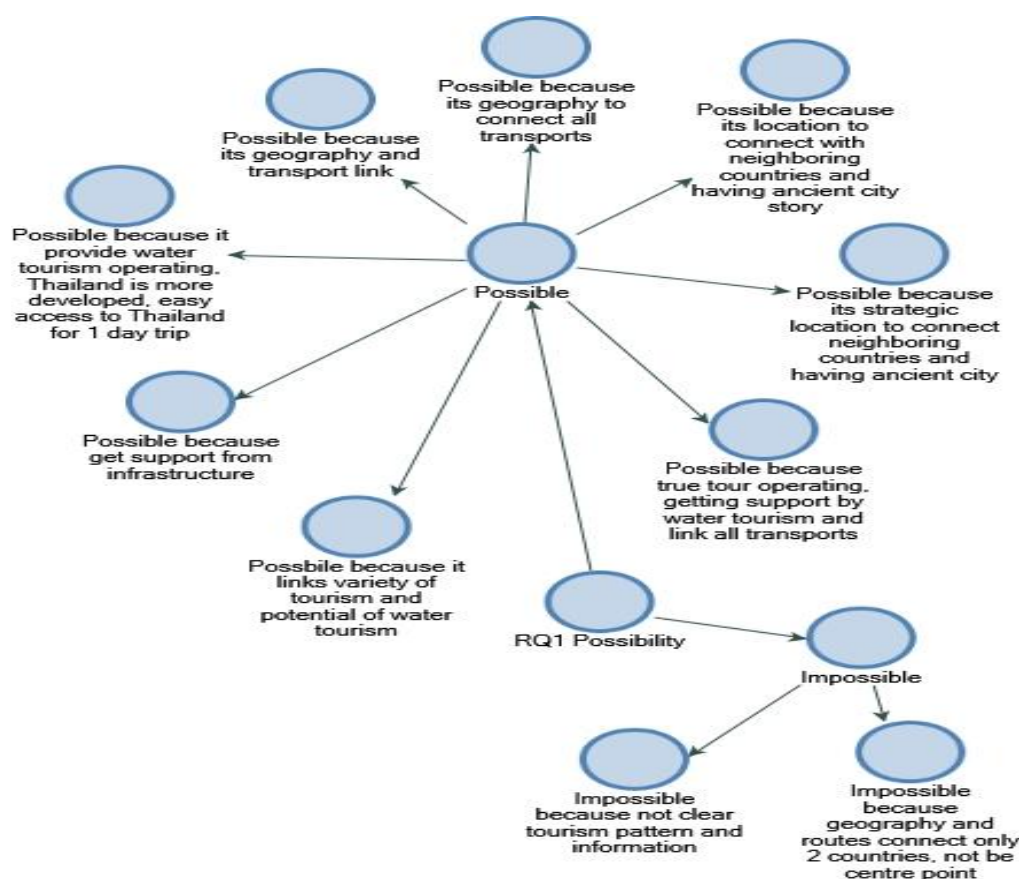 Possible because
its geography to
connect all
transports
Possible because
its location to
connect with
neighboring
countries and
having ancient city
story
Possible because
its geography and
transport link
Possible because it
provide water
tourism operating,
Thailand is more
developed, easy
access to Thailand
for 1 day trip
Possible
Possible because
its strategic
location to connect
neighboring
countries and
having ancient city
Possible because
get support from
infrastructure
Possible because
true tour operating,
getting support by
water tourism and
link all transports
Possbile because it
links variety of
tourism and
potential of water
tourism
RQ1 Possibility
Impossible
Impossible
because not clear
tourism pattern and
information
Impossible
because
geography and
routes connect only
2 countries, not be
centre point